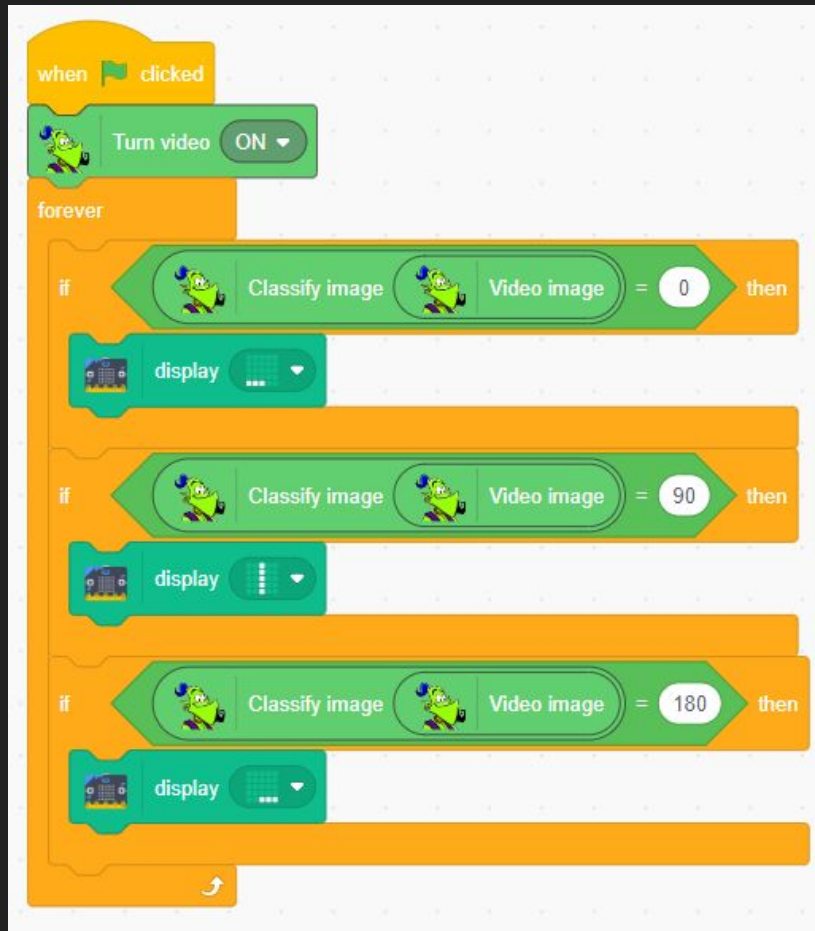 when clicked
Turn video ON
forever
if Classify image Video image = 0 then
display
if Classify image Video image = 90 then
display
if Classify image Video image = 180 then
display